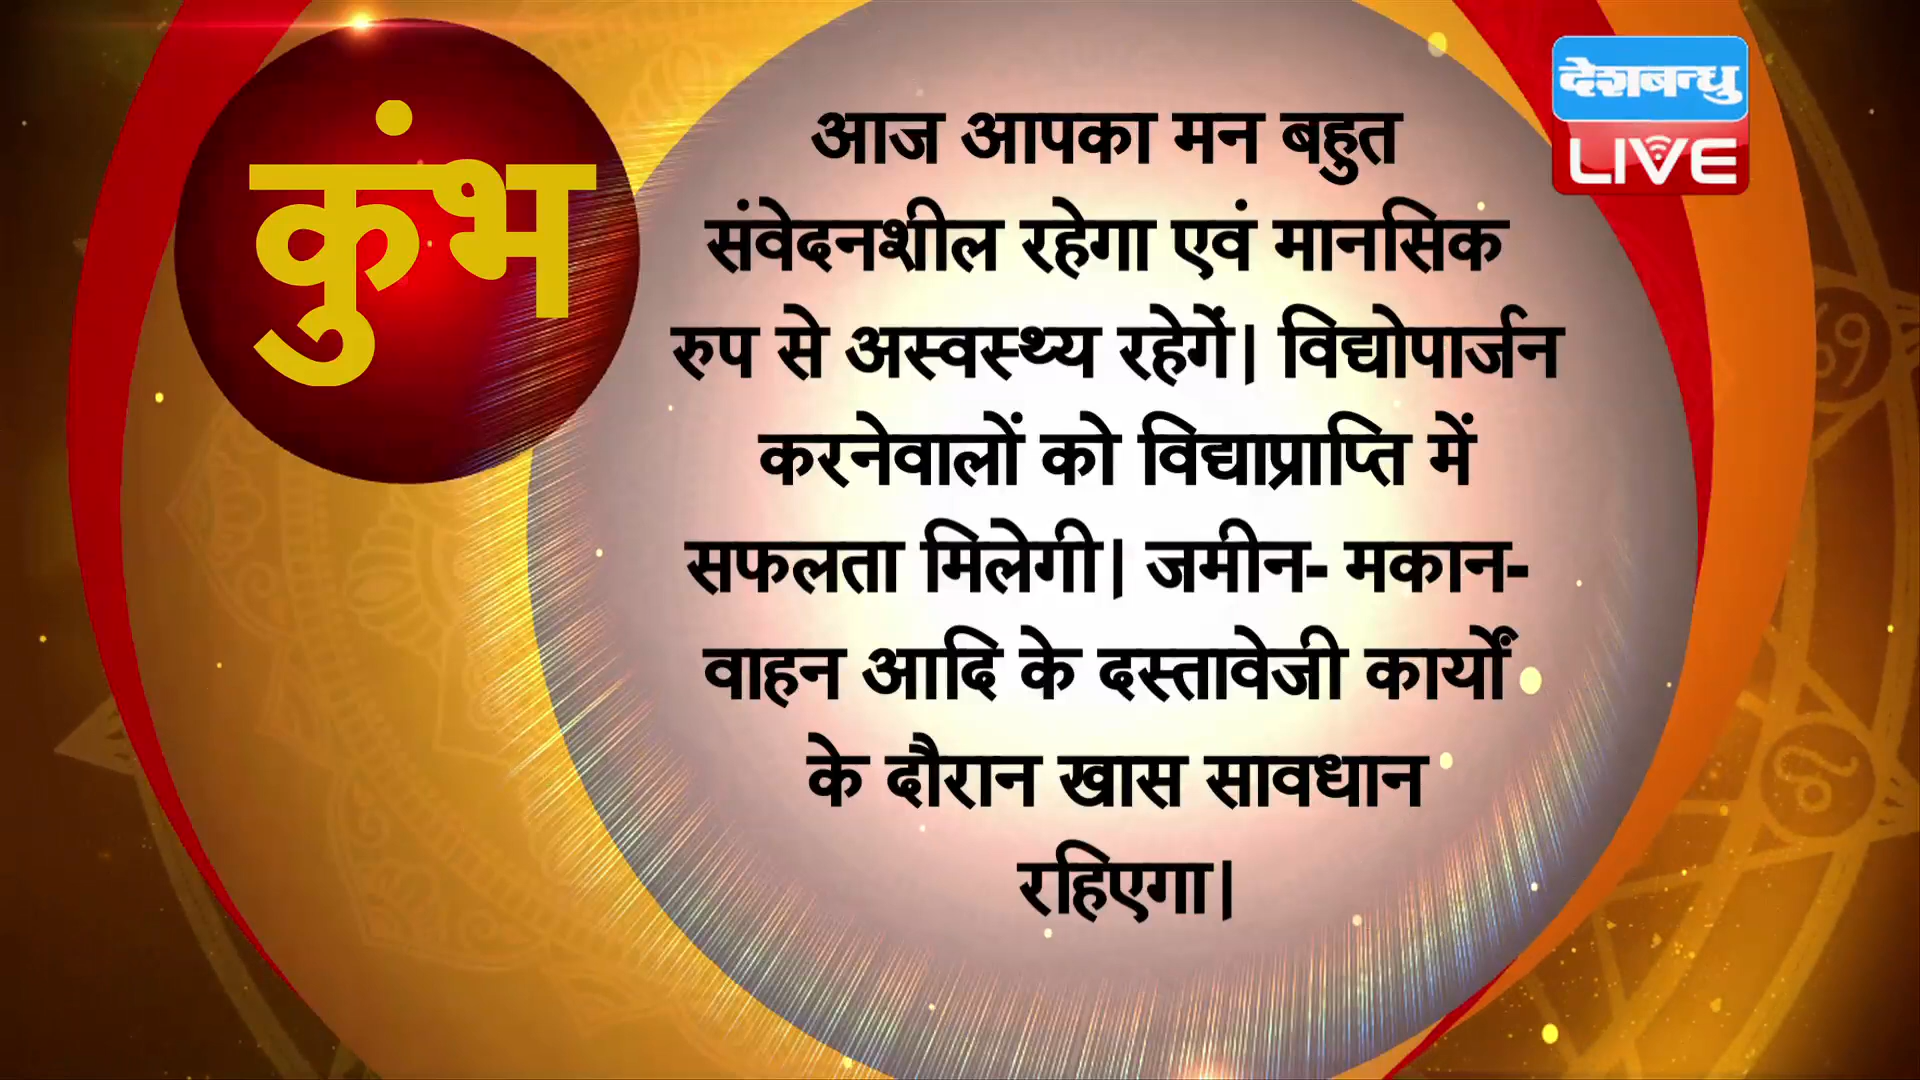 कुंभ
देशबन्धु
LIVE
आज आपका मन बहुत
संवेदनशील रहेगा एवं मानसिक
रुप से अस्वस्थ्य रहेगें|  विद्योपार्जन
करनेवालों को विद्याप्राप्ति में
सफलता मिलेगी| जमीन- मकान-
वाहन आदि के दस्तावेजी कार्यों
के दौरान खास सावधान
रहिएगा|